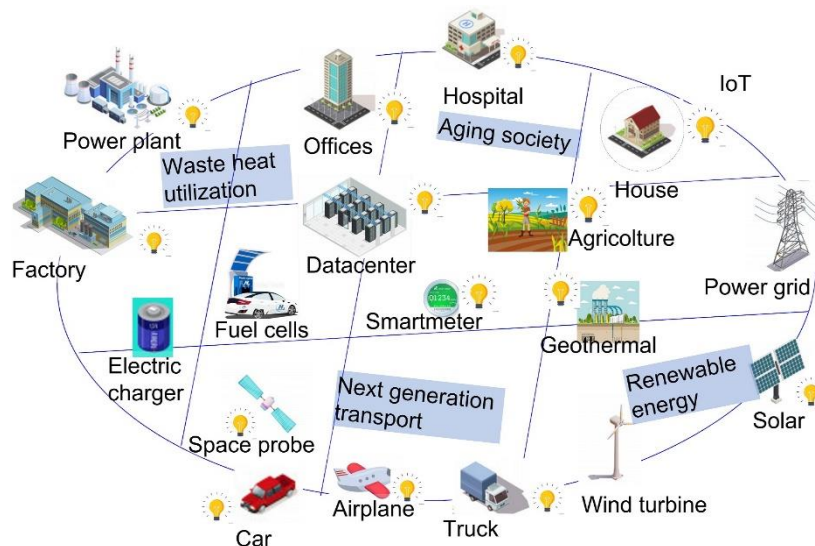 IoT
Hospital
Power plant
Offices
Aging society
Waste heat
utilization
House
Factory
Datacenter
Agricolture
Power grid
Fuel cells
Smartmeter
Geothermal
Electric
charger
Next generation
transport
Renewable
energy
Solar
Space probe
Wind turbine
Airplane
Truck
Car